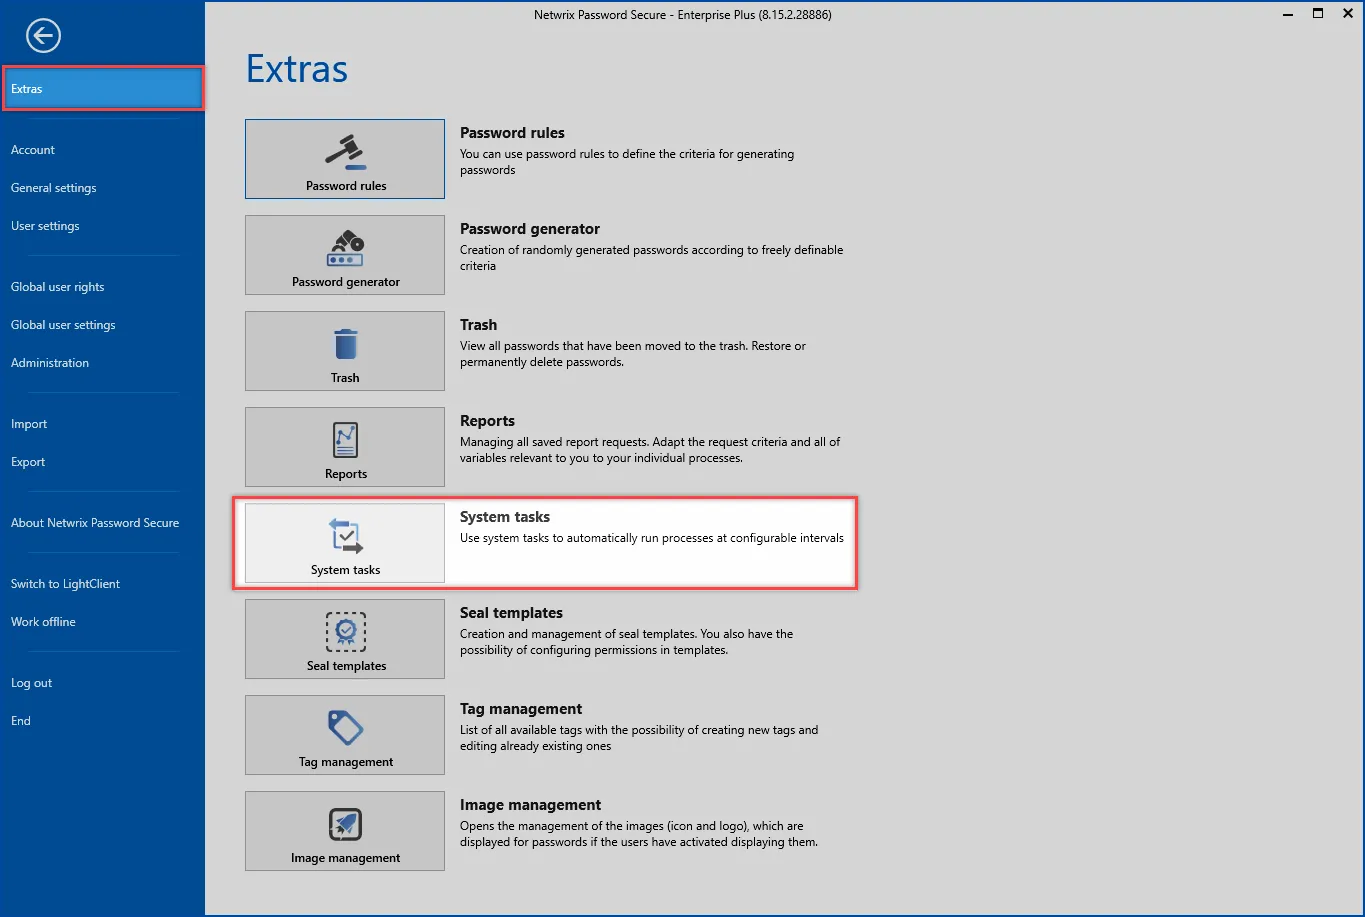 Netwrix Password Secure - Enterprise Plus (8.15.2.28886)
Extras
Account
General settings
User settings
Global user rights
Global user settings
Administration
Import
Export
About Netwrix Password Secure
Switch to LightClient
Work offline
Log out
End
Extras
Password rules
Password rules
You can use password rules to define the criteria for generating
passwords
Password generator
Password generator
Creation of randomly generated passwords according to freely definable
criteria
Trash
Trash
View all passwords that have been moved to the trash. Restore or
permanently delete passwords.
Reports
Reports
Managing all saved report requests. Adapt the request criteria and all of
variables relevant to you to your individual processes.
System tasks
System tasks
Use system tasks to automatically run processes at configurable intervals
Seal templates
Seal templates
Creation and management of seal templates. You also have the
possibility of configuring permissions in templates.
Tag management
Tag management
List of all available tags with the possibility of creating new tags and
editing already existing ones
Image management
Image management
Opens the management of the images (icon and logo), which are
displayed for passwords if the users have activated displaying them.